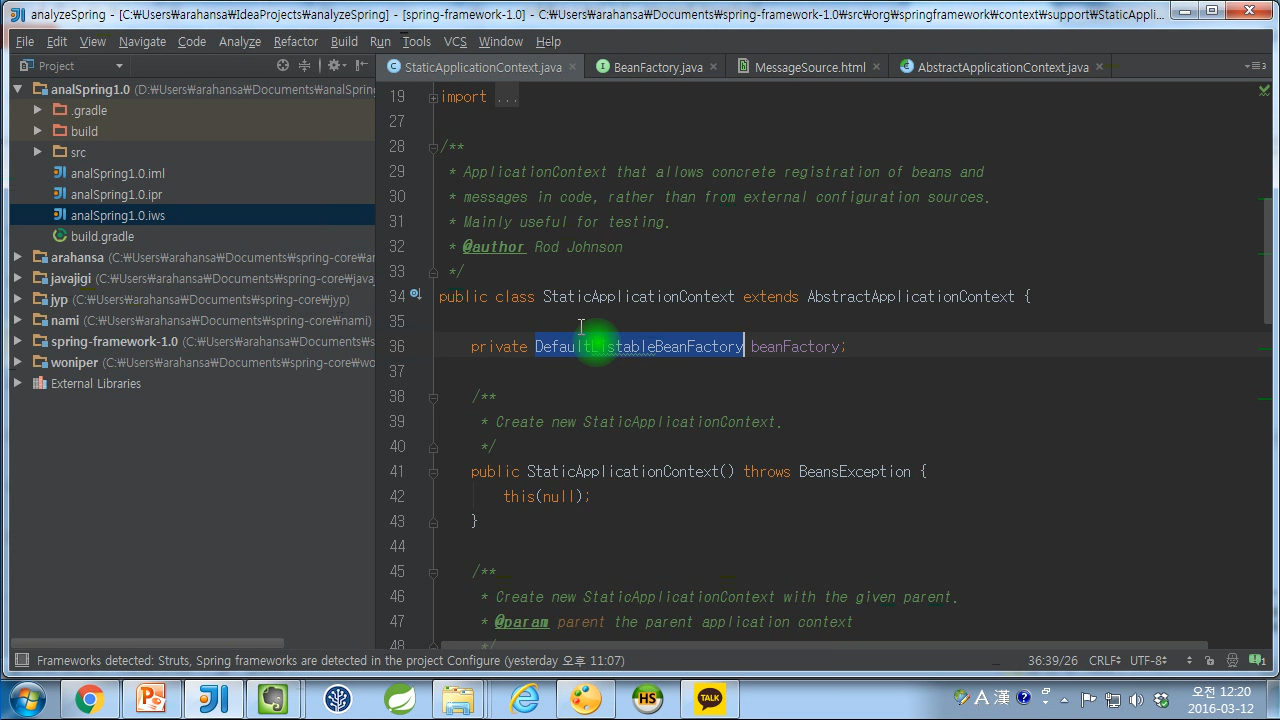 analyzeSpring - [C:₩Users₩arahansa₩IdeaProjects₩analyzeSpring] - [spring-framework-1.0] - C:₩Users₩arahansa₩Documents₩spring-framework-1.0₩src₩org₩springframework₩context₩support₩StaticAppli...
File Edit View Navigate Code Analyze Refactor Build Run Tools VCS Window Help
Project
StaticApplicationContext.java BeanFactory.java MessageSource.html AbstractApplicationContext.java
analSpring1.0 (D:₩Users₩arahansa₩Documents₩analSpring
.gradle
build
src
analSpring1.0.iml
analSpring1.0.ipr
analSpring1.0.iws
build.gradle
arahansa (C:₩Users₩arahansa₩Documents₩spring-core₩ar
javajigi (C:₩Users₩arahansa₩Documents₩spring-core₩java
jyp (C:₩Users₩arahansa₩Documents₩spring-core₩jyp)
nami (C:₩Users₩arahansa₩Documents₩spring-core₩nami)
spring-framework-1.0 (C:₩Users₩arahansa₩Documents₩sp
woniper (C:₩Users₩arahansa₩Documents₩spring-core₩wo
External Libraries
19 import ...
27
28 /**
29 * ApplicationContext that allows concrete registration of beans and
30 * messages in code, rather than from external configuration sources.
31 * Mainly useful for testing.
32 * @author Rod Johnson
33 */
34 public class StaticApplicationContext extends AbstractApplicationContext {
35
36 private DefaultListableBeanFactory beanFactory;
37
38 /**
39 * Create new StaticApplicationContext.
40 */
41 public StaticApplicationContext() throws BeansException {
42 this(null);
43 }
44
45 /**
46 * Create new StaticApplicationContext with the given parent.
47 * @param parent the parent application context
48 */
Frameworks detected: Struts, Spring frameworks are detected in the project Configure (yesterday 오후 11:07)
36:39/26 CRLF UTF-8 1
HS
TALK
A 漢
오전 12:20
2016-03-12